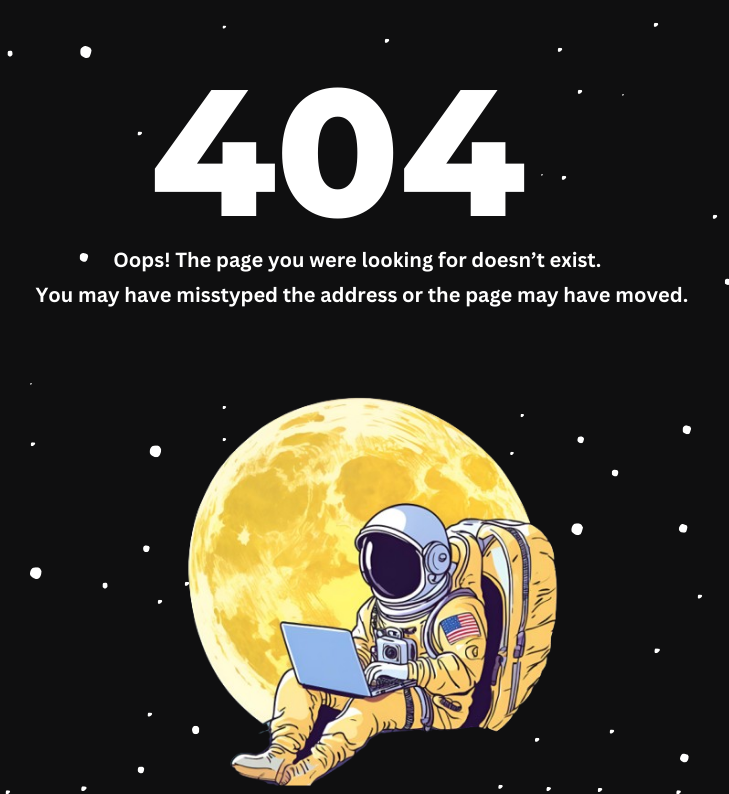 404
Oops! The page you were looking for doesn’t exist.
You may have misstyped the address or the page may have moved.